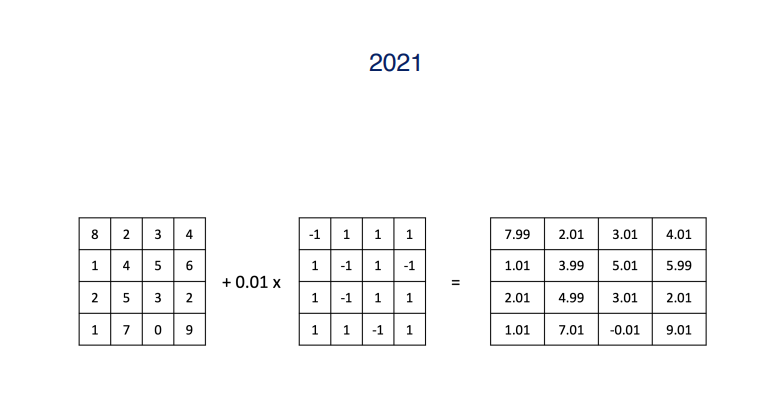 2021
8 2 3 4 -1 1 1 1 7.99 2.01 3.01 4.01
1 4 5 6 1 -1 1 -1 1.01 3.99 5.01 5.99
+ 0.01 x =
2 5 3 2 1 -1 1 1 2.01 4.99 3.01 2.01
1 7 0 9 1 1 -1 1 1.01 7.01 -0.01 9.01